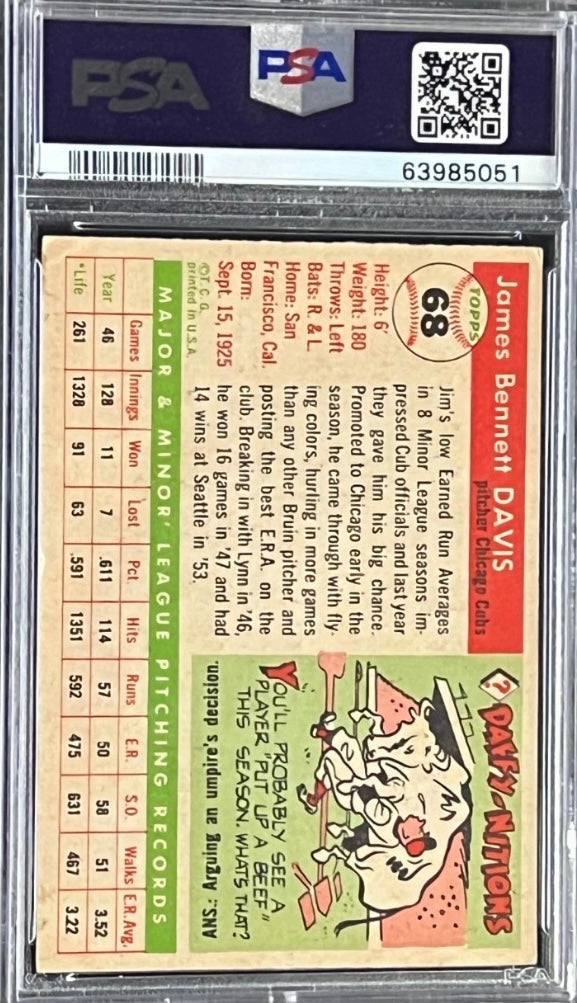 PSA
PSA
63985051
James Bennett DAVIS
pitcher Chicago Cubs
TOPPS
68
Height: 6'
Weight: 180
Throws: Left
Bats: R. & L.
Home: San
Francisco, Cal.
Born:
Sept. 15, 1925
©T. C. G.
printed in U.S.A.
Jim's low Earned Run Averages
in 8 Minor League seasons im-
pressed Cub officials and last year
they gave him his big chance.
Promoted to Chicago early in the
season, he came through with fly-
ing colors, hurling in more games
than any other Bruin pitcher and
posting the best E.R.A. on the
club. Breaking in with Lynn in '46,
he won 16 games in '47 and had
14 wins at Seattle in '53.
? DAFFY-NITIONS
YOU'LL PROBABLY SEE A
PLAYER "PUT UP A BEEF"
THIS SEASON. WHAT'S THAT?
ANS: Arguing an umpire's decision.
MAJOR & MINOR LEAGUE PITCHING RECORDS
Games Innings Won Lost Pct. Hits Runs E.R. S.O. Walks E.R. Avg.
Year 46 128 11 7 .611 114 57 50 58 51 3.52
*Life 261 1328 91 63 .591 1351 592 475 631 467 3.22
PSA